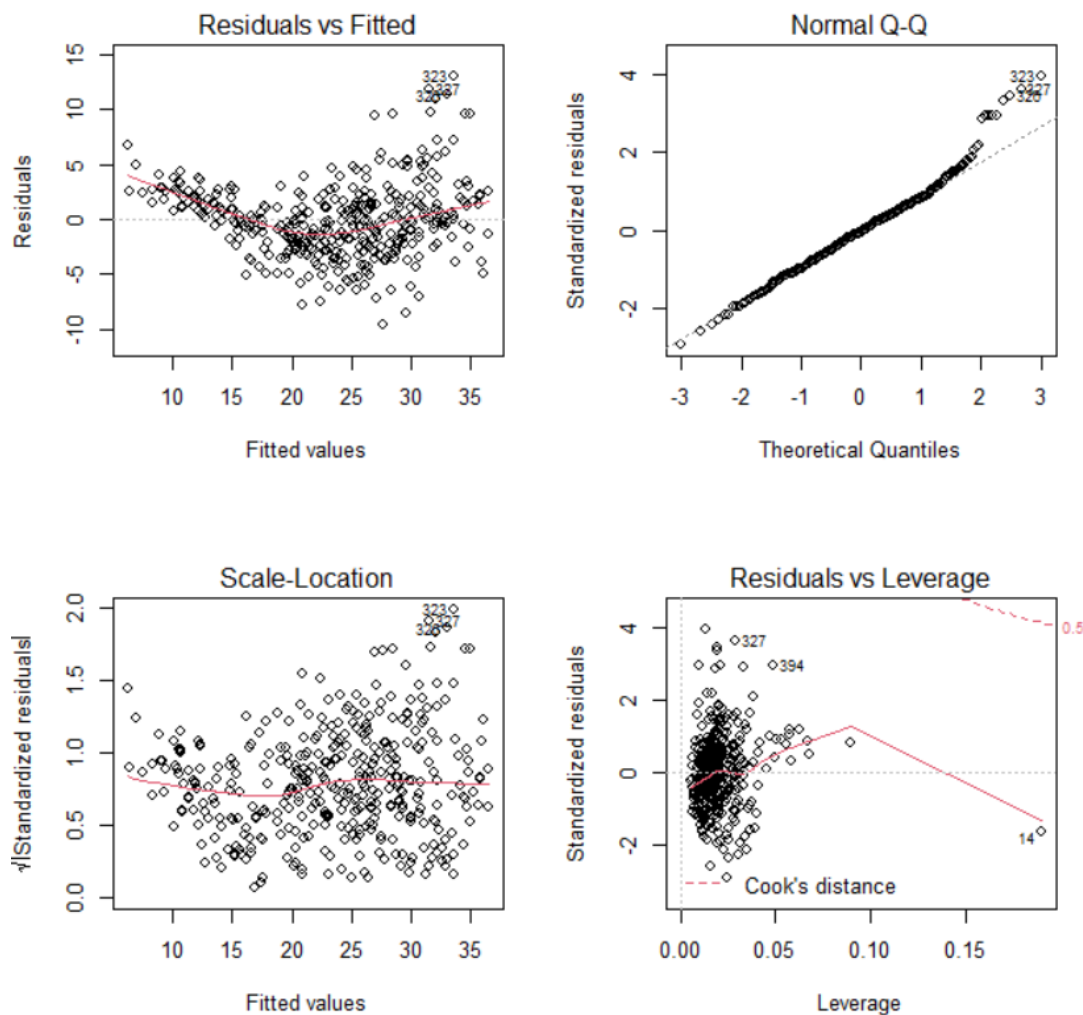 Residuals vs Fitted
Residuals
15
10
5
0
-5
-10
323
327
10 15 20 25 30 35
Fitted values
Normal Q-Q
Standardized residuals
4
2
0
-2
323
327
326
-3 -2 -1 0 1 2 3
Theoretical Quantiles
Scale-Location
√|Standardized residuals|
2.0
1.5
1.0
0.5
0.0
323
327
10 15 20 25 30 35
Fitted values
Residuals vs Leverage
Standardized residuals
4
2
0
-2
327
394
14
0.5
Cook's distance
0.00 0.05 0.10 0.15
Leverage